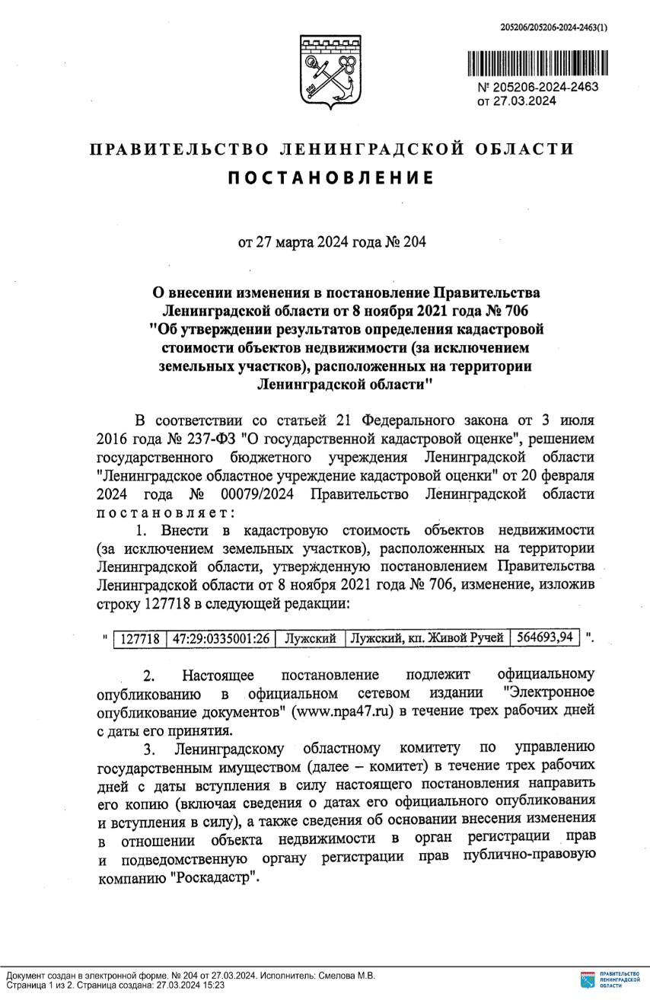 205206/205206-2024-2463(1)
№ 205206-2024-2463
от 27.03.2024
ПРАВИТЕЛЬСТВО ЛЕНИНГРАДСКОЙ ОБЛАСТИ
ПОСТАНОВЛЕНИЕ
от 27 марта 2024 года № 204
О внесении изменения в постановление Правительства
Ленинградской области от 8 ноября 2021 года № 706
"Об утверждении результатов определения кадастровой
стоимости объектов недвижимости (за исключением
земельных участков), расположенных на территории
Ленинградской области"
В соответствии со статьей 21 Федерального закона от 3 июля
2016 года № 237-ФЗ "О государственной кадастровой оценке", решением
государственного бюджетного учреждения Ленинградской области
"Ленинградское областное учреждение кадастровой оценки" от 20 февраля
2024 года № 00079/2024 Правительство Ленинградской области
постановляет:
1. Внести в кадастровую стоимость объектов недвижимости
(за исключением земельных участков), расположенных на территории
Ленинградской области, утвержденную постановлением Правительства
Ленинградской области от 8 ноября 2021 года № 706, изменение, изложив
строку 127718 в следующей редакции:
" 127718 47:29:0335001:26 Лужский Лужский, кп. Живой Ручей 564693,94 ".
2. Настоящее постановление подлежит официальному
опубликованию в официальном сетевом издании "Электронное
опубликование документов" (www.npa47.ru) в течение трех рабочих дней
с даты его принятия.
3. Ленинградскому областному комитету по управлению
государственным имуществом (далее – комитет) в течение трех рабочих
дней с даты вступления в силу настоящего постановления направить
его копию (включая сведения о датах его официального опубликования
и вступления в силу), а также сведения об основании внесения изменения
в отношении объекта недвижимости в орган регистрации прав
и подведомственную органу регистрации прав публично-правовую
компанию "Роскадастр".
Документ создан в электронной форме. № 204 от 27.03.2024. Исполнитель: Смелова М.В.
Страница 1 из 2. Страница создана: 27.03.2024 15:23
ПРАВИТЕЛЬСТВО
ЛЕНИНГРАДСКОЙ
ОБЛАСТИ